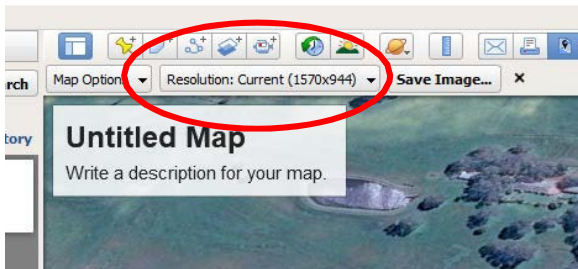 rch
Map Options
Resolution: Current (1570x944)
Save Image...
tory
Untitled Map
Write a description for your map.